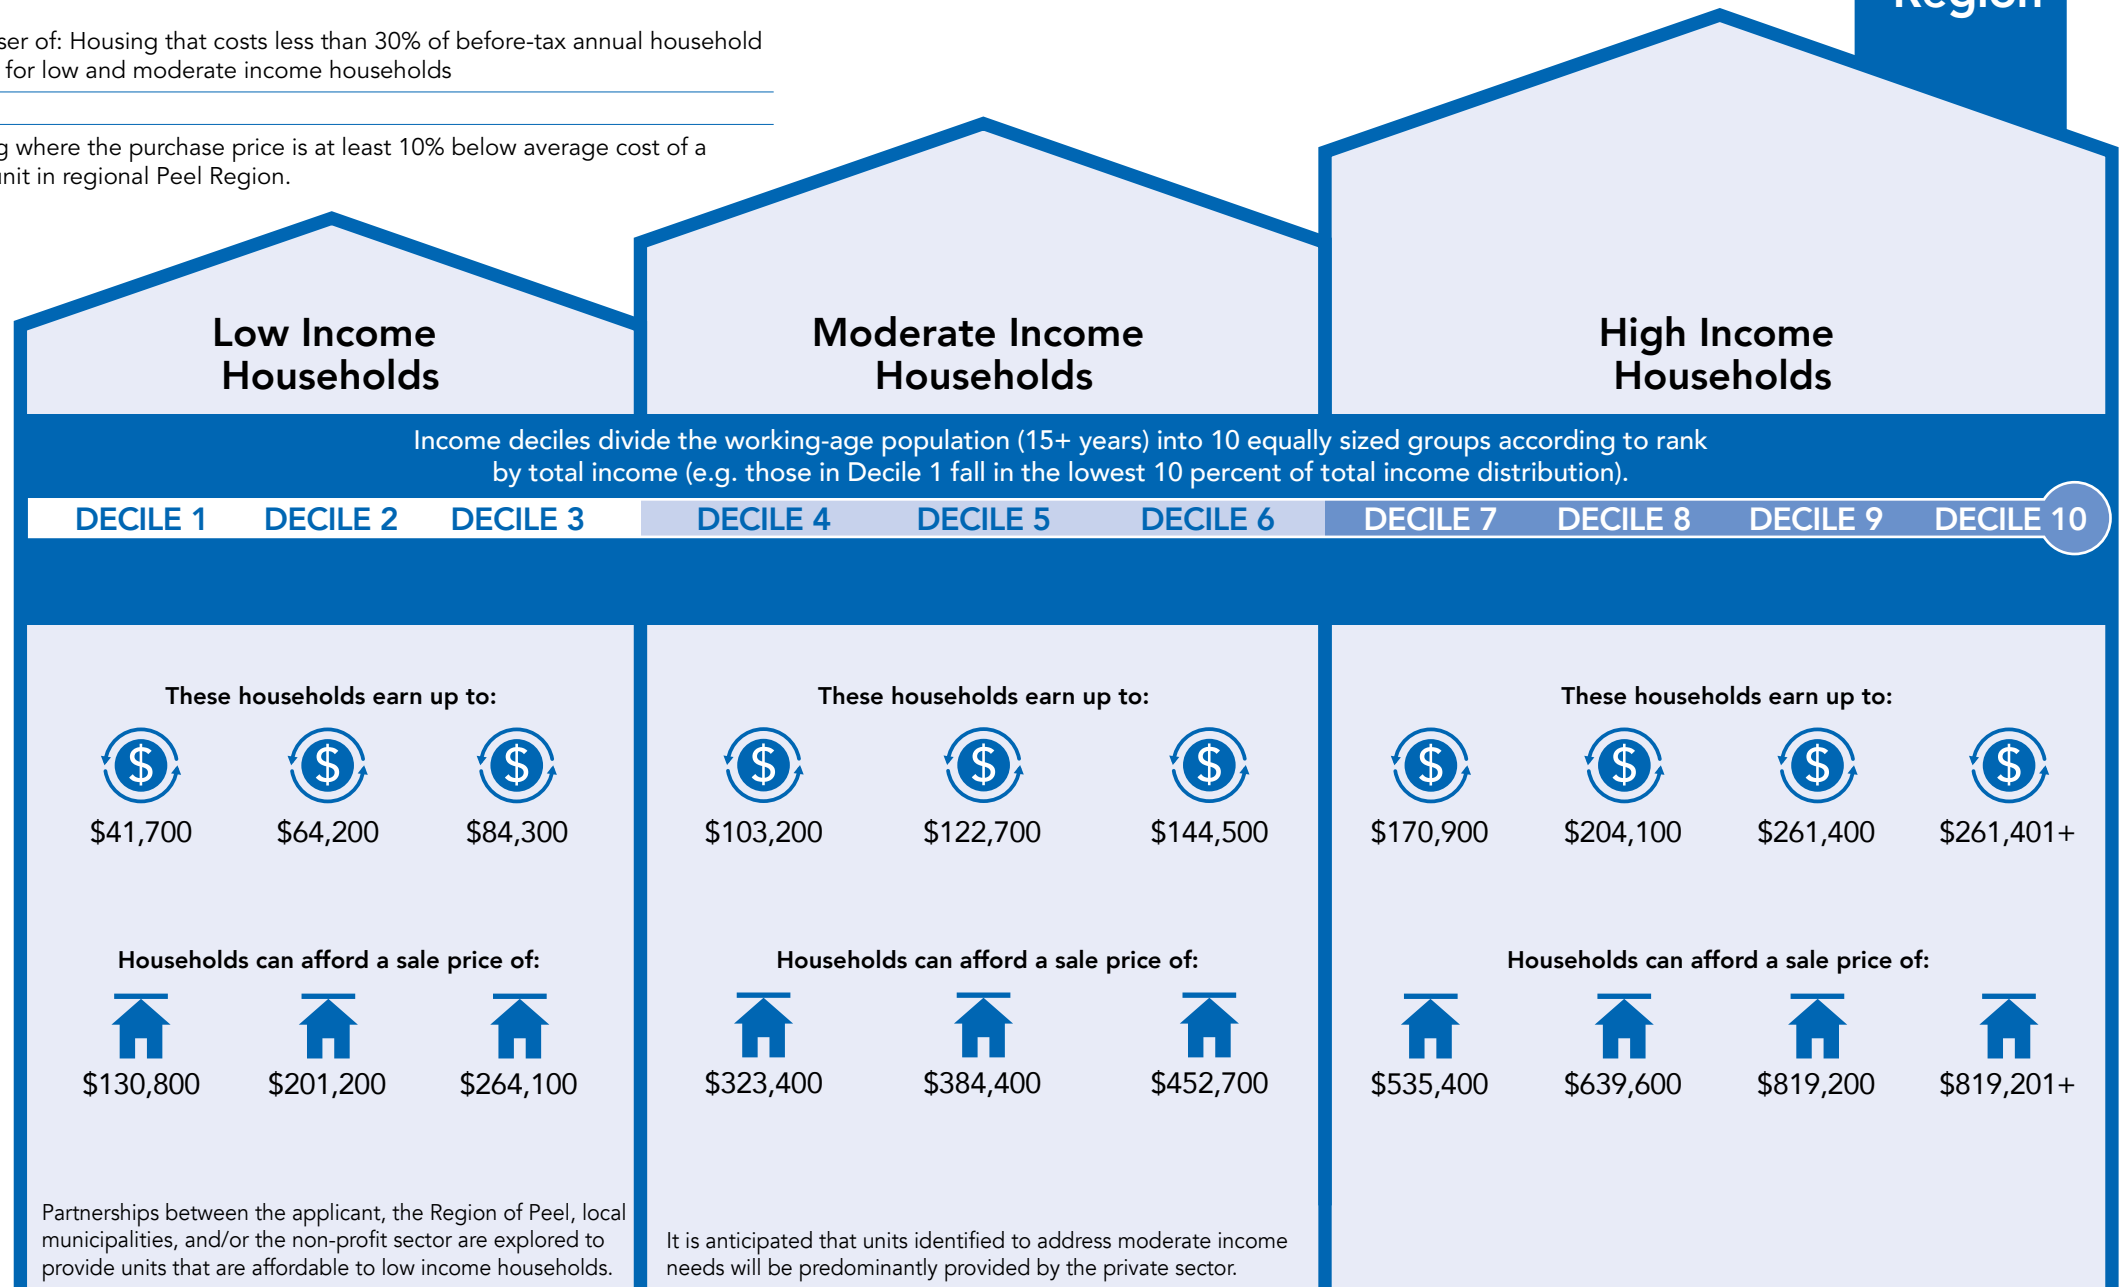 Region
ser of: Housing that costs less than 30% of before-tax annual household
for low and moderate income households
g where the purchase price is at least 10% below average cost of a
unit in regional Peel Region.
Low Income
Households
Moderate Income
Households
High Income
Households
Income deciles divide the working-age population (15+ years) into 10 equally sized groups according to rank
by total income (e.g. those in Decile 1 fall in the lowest 10 percent of total income distribution).
DECILE 1 DECILE 2 DECILE 3 DECILE 4 DECILE 5 DECILE 6 DECILE 7 DECILE 8 DECILE 9 DECILE 10
These households earn up to:
$ $ $
$41,700 $64,200 $84,300
Households can afford a sale price of:
$130,800 $201,200 $264,100
Partnerships between the applicant, the Region of Peel, local
municipalities, and/or the non-profit sector are explored to
provide units that are affordable to low income households.
These households earn up to:
$ $ $
$103,200 $122,700 $144,500
Households can afford a sale price of:
$323,400 $384,400 $452,700
It is anticipated that units identified to address moderate income
needs will be predominantly provided by the private sector.
These households earn up to:
$ $ $ $
$170,900 $204,100 $261,400 $261,401+
Households can afford a sale price of:
$535,400 $639,600 $819,200 $819,201+